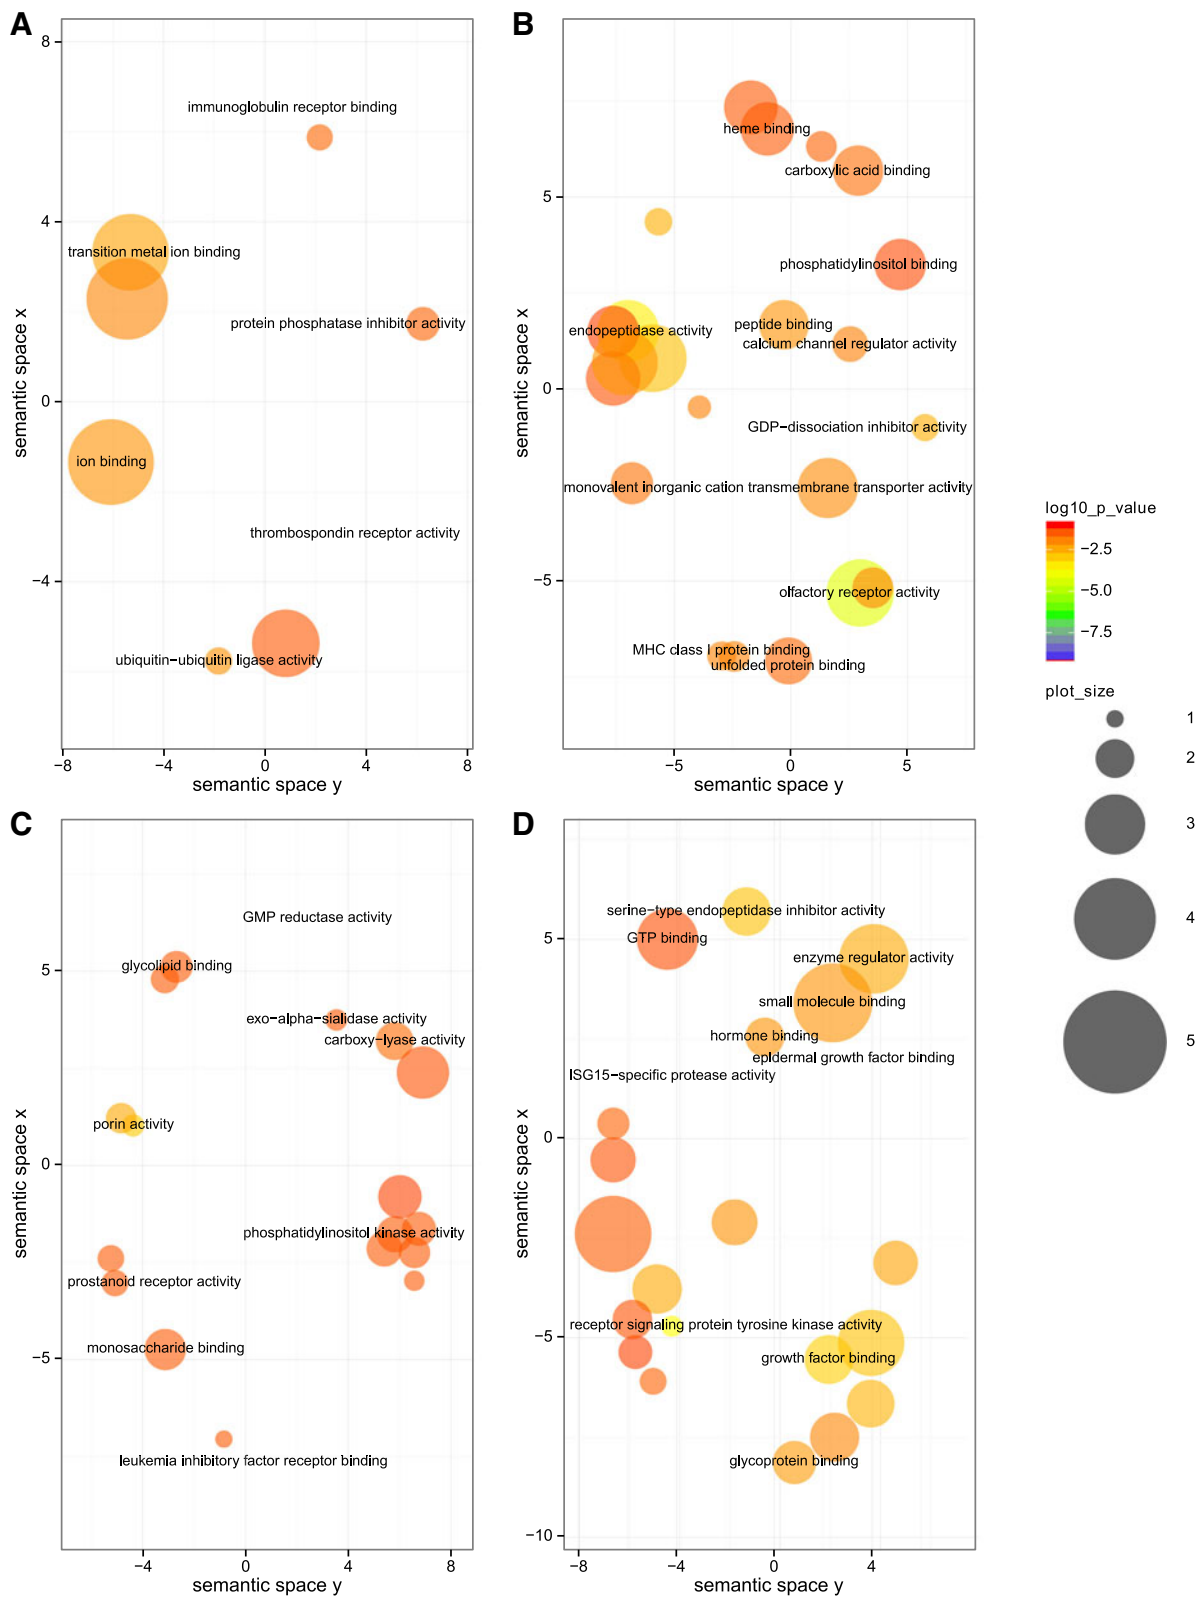 A
8
4
0
−4
−8
−4
0
4
8
semantic space x
semantic space y
immunoglobulin receptor binding
transition metal ion binding
protein phosphatase inhibitor activity
ion binding
thrombospondin receptor activity
ubiquitin−ubiquitin ligase activity
B
5
0
−5
−5
0
5
semantic space x
semantic space y
heme binding
carboxylic acid binding
phosphatidylinositol binding
peptide binding
endopeptidase activity
calcium channel regulator activity
GDP−dissociation inhibitor activity
monovalent inorganic cation transmembrane transporter activity
olfactory receptor activity
MHC class I protein binding
unfolded protein binding
log10_p_value
−2.5
−5.0
−7.5
plot_size
1
2
3
4
5
C
5
0
−5
−4
0
4
8
semantic space x
semantic space y
GMP reductase activity
glycolipid binding
exo−alpha−sialidase activity
carboxy−lyase activity
porin activity
phosphatidylinositol kinase activity
prostanoid receptor activity
monosaccharide binding
leukemia inhibitory factor receptor binding
D
5
0
−5
−10
−8
−4
0
4
semantic space x
semantic space y
serine−type endopeptidase inhibitor activity
GTP binding
enzyme regulator activity
small molecule binding
hormone binding
epidermal growth factor binding
ISG15−specific protease activity
receptor signaling protein tyrosine kinase activity
growth factor binding
glycoprotein binding